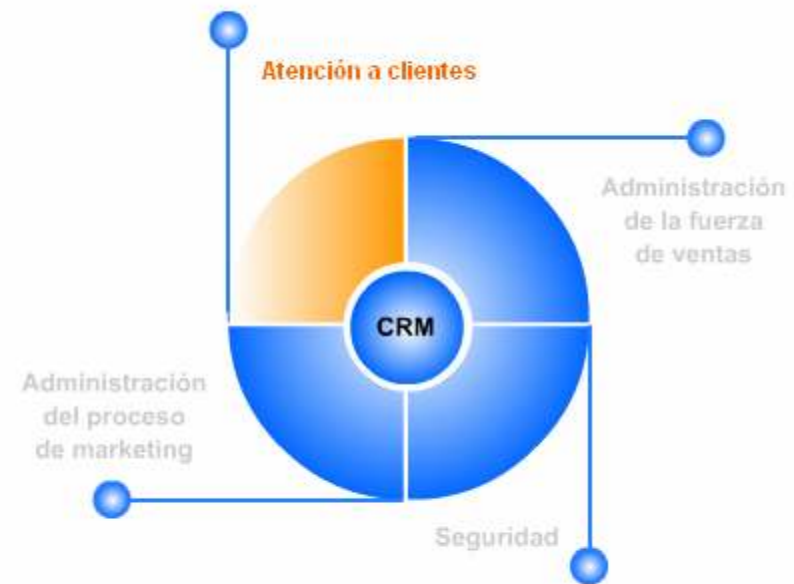 Atención a clientes
Administración
de la fuerza
de ventas
CRM
Administración
del proceso
de marketing
Seguridad